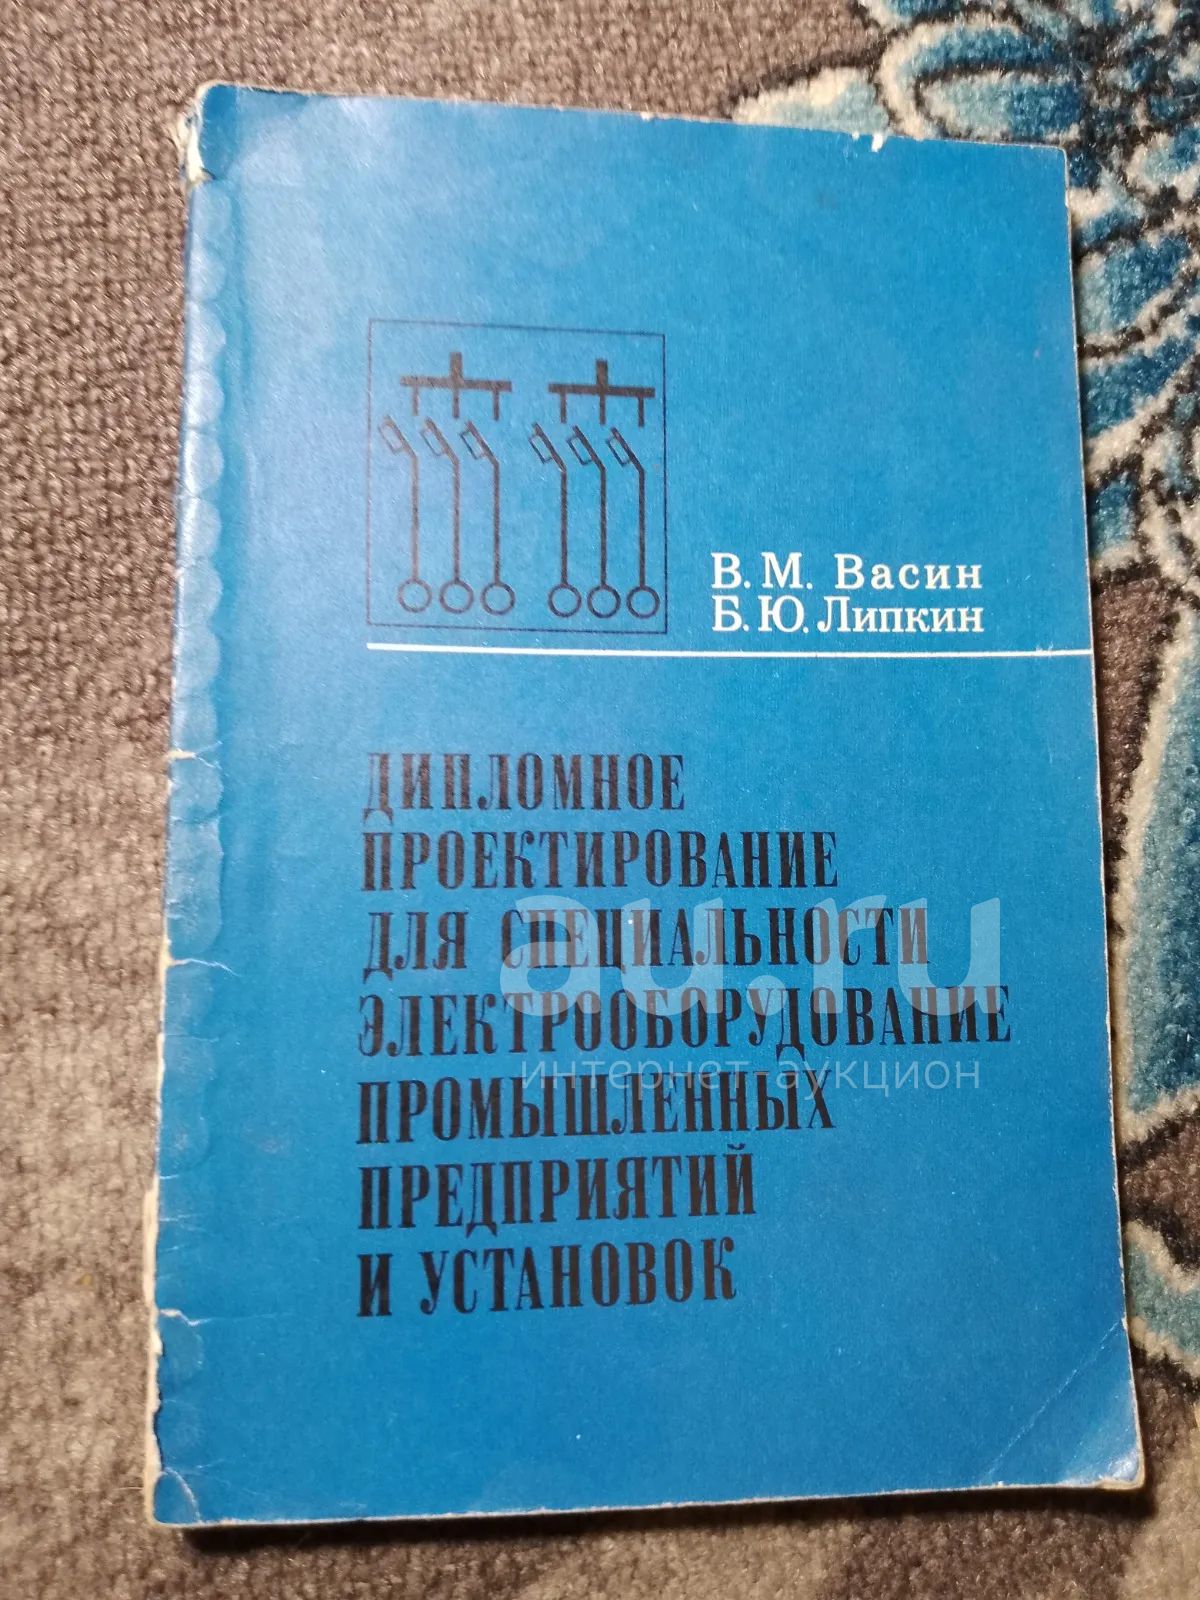 В. М. Васин
Б. Ю. Липкин
ДИПЛОМНОЕ
ПРОЕКТИРОВАНИЕ
ДЛЯ СПЕЦИАЛЬНОСТИ
ЭЛЕКТРООБОРУДОВАНИЕ
ПРОМЫШЛЕННЫХ
ПРЕДПРИЯТИЙ
И УСТАНОВОК
au.ru
интернет-аукцион